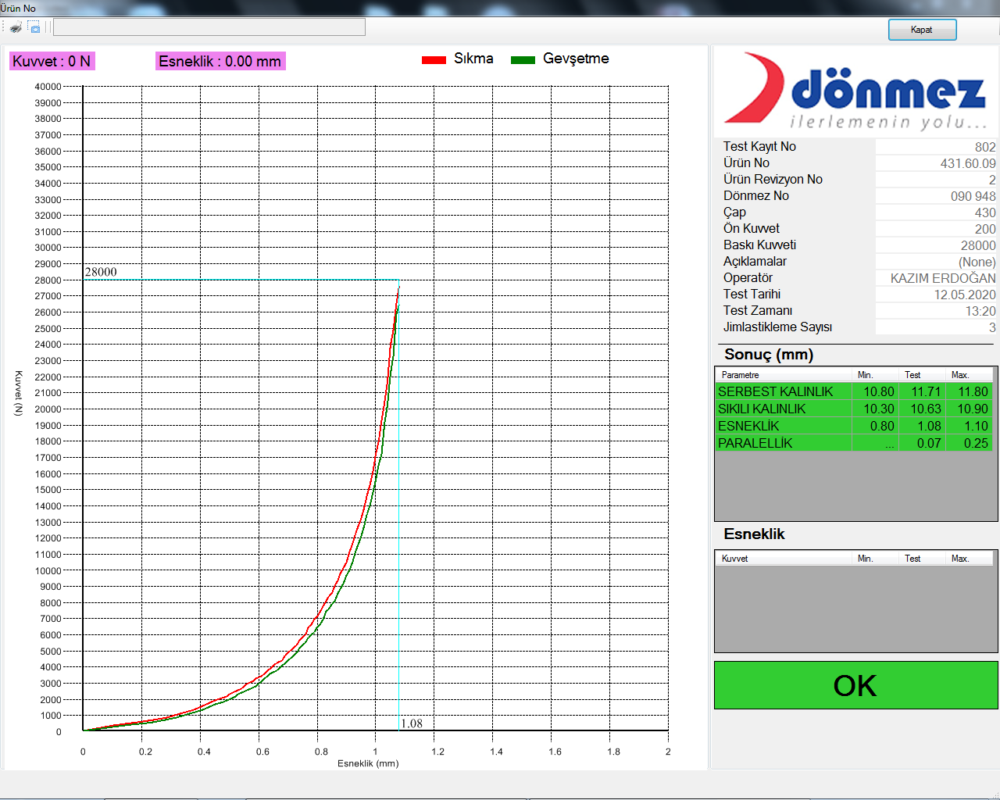 Ürün No
Kapat
Kuvvet : 0 N
Esneklik : 0.00 mm
Sıkma
Gevşetme
40000
39000
38000
37000
36000
35000
34000
33000
32000
31000
30000
29000
28000
27000
26000
25000
24000
23000
22000
21000
20000
19000
18000
17000
16000
15000
14000
13000
12000
11000
10000
9000
8000
7000
6000
5000
4000
3000
2000
1000
0
Kuvvet (N)
28000
1.08
0 0.2 0.4 0.6 0.8 1 1.2 1.4 1.6 1.8 2
Esneklik (mm)
dönmez
ilerlemenin yolu...
Test Kayıt No 802
Ürün No 431.60.09
Ürün Revizyon No 2
Dönmez No 090 948
Çap 430
Ön Kuvvet 200
Baskı Kuvveti 28000
Açıklamalar (None)
Operatör KAZIM ERDOĞAN
Test Tarihi 12.05.2020
Test Zamanı 13:20
Jimlastikleme Sayısı 3
Sonuç (mm)
Parametre Min. Test Max.
SERBEST KALINLIK 10.80 11.71 11.80
SIKILI KALINLIK 10.30 10.63 10.90
ESNEKLİK 0.80 1.08 1.10
PARALELLİK ... 0.07 0.25
Esneklik
Kuvvet Min. Test Max.
OK